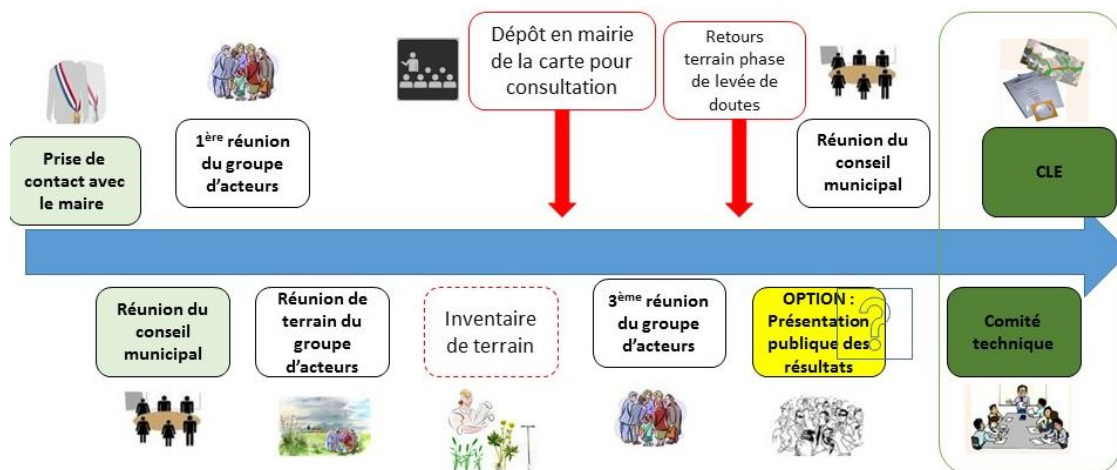 Dépôt en mairie
de la carte pour
consultation
Retours
terrain phase
de levée de
doutes
Prise de
contact avec
le maire
1ère réunion
du groupe
d'acteurs
Réunion du
conseil
municipal
CLE
Réunion du
conseil
municipal
Réunion de
terrain du
groupe
d'acteurs
Inventaire
de terrain
3ème réunion
du groupe
d'acteurs
OPTION :
Présentation
publique des
résultats
?
Comité
technique